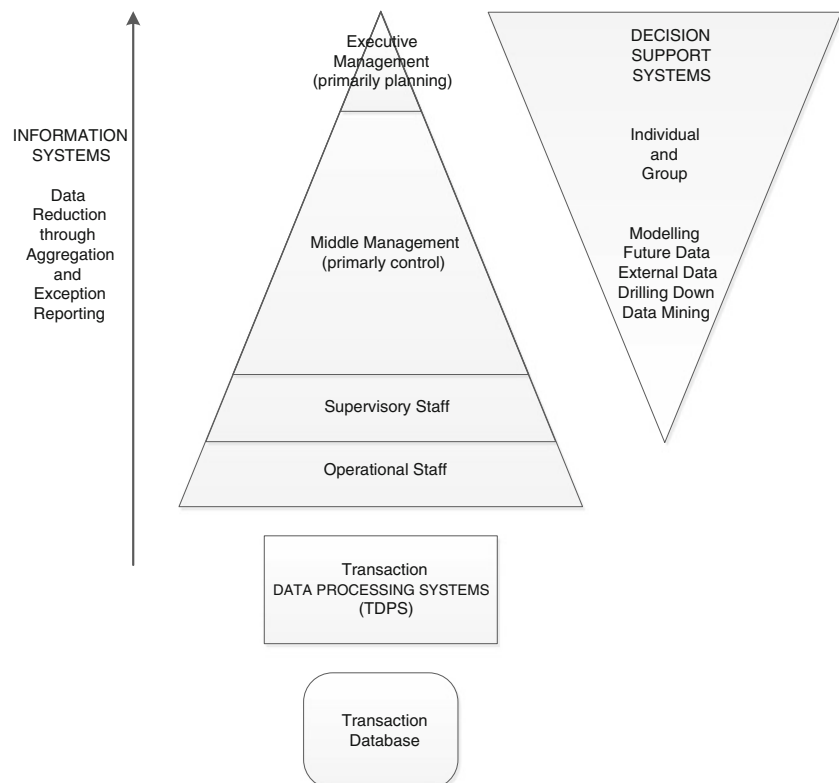 INFORMATION
SYSTEMS
Data
Reduction
through
Aggregation
and
Exception
Reporting
Executive
Management
(primarily planning)
Middle Management
(primarly control)
Supervisory Staff
Operational Staff
Transaction
DATA PROCESSING SYSTEMS
(TDPS)
Transaction
Database
DECISION
SUPPORT
SYSTEMS
Individual
and
Group
Modelling
Future Data
External Data
Drilling Down
Data Mining